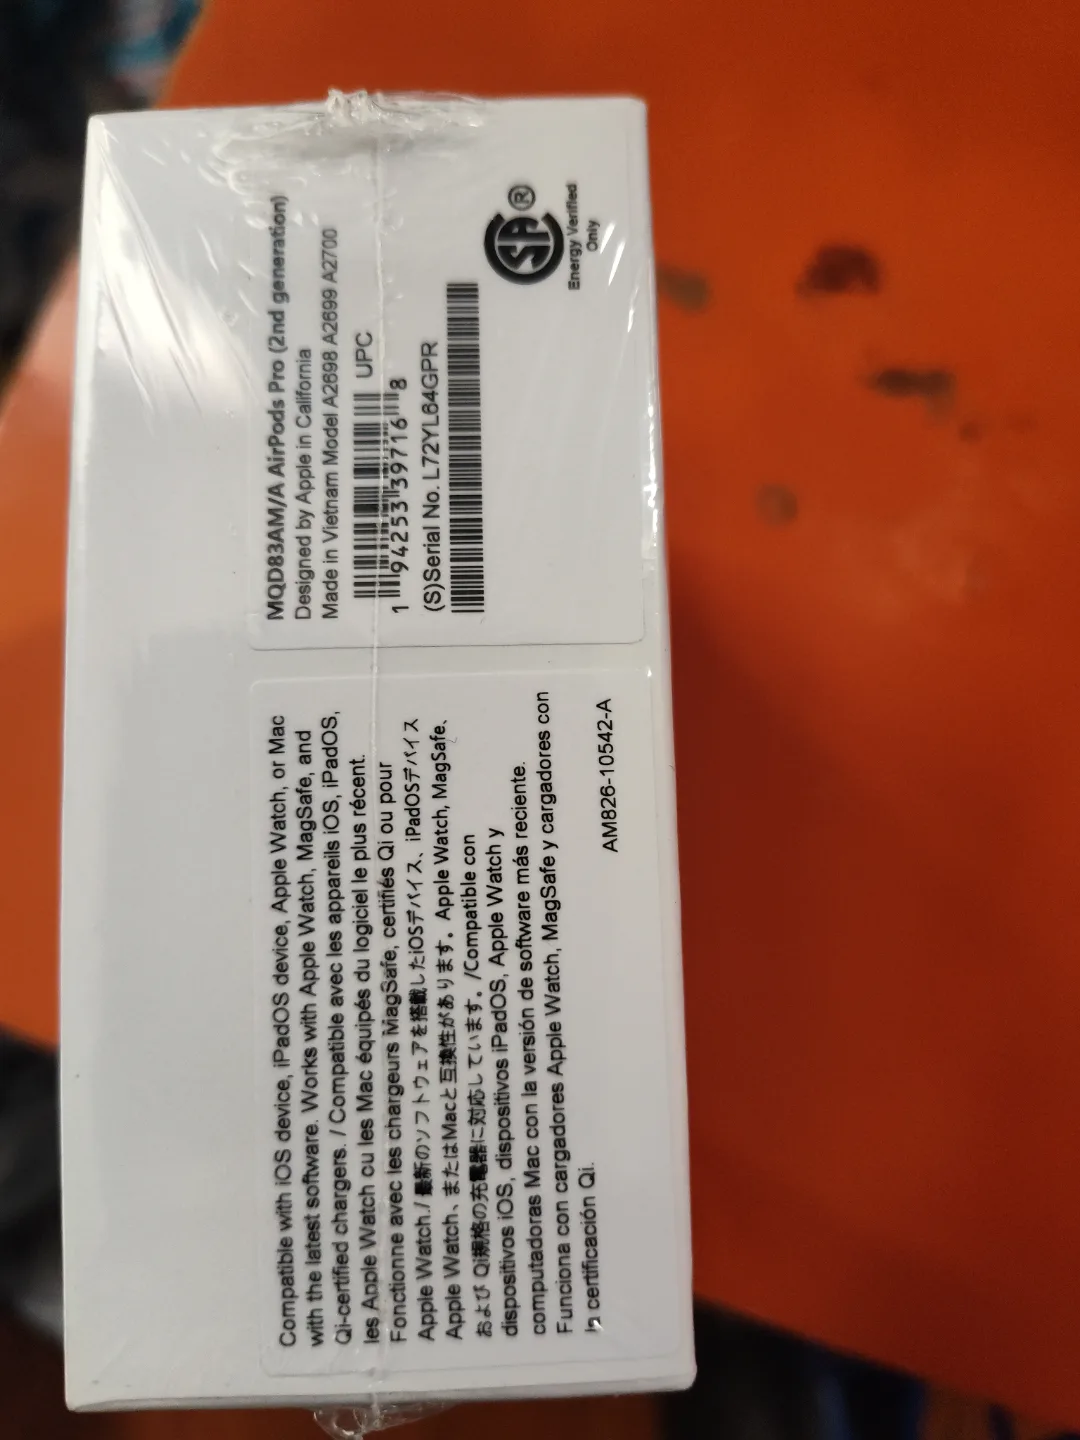 MQD83AM/A AirPods Pro (2nd generation)
Designed by Apple in California
Made in Vietnam Model A2698 A2699 A2700
UPC
1 94253 39716 8
(S)Serial No. L72YL64GPR
SA®
Energy Verified
Only
Compatible with iOS device, iPadOS device, Apple Watch, or Mac
with the latest software. Works with Apple Watch, MagSafe, and
Qi-certified chargers. / Compatible avec les appareils iOS, iPadOS,
les Apple Watch ou les Mac équipés du logiciel le plus récent.
Fonctionne avec les chargeurs MagSafe, certifiés Qi ou pour
Apple Watch./ 最新のソフトウェアを搭載したiOSデバイス、iPadOSデバイス
Apple Watch、またはMacと互換性があります。Apple Watch, MagSafe、
および Qi規格の充電器に対応しています。/Compatible con
dispositivos iOS, dispositivos iPadOS, Apple Watch y
computadoras Mac con la versión de software más reciente.
Funciona con cargadores Apple Watch, MagSafe y cargadores con
certificación Qi.
AM826-10542-A